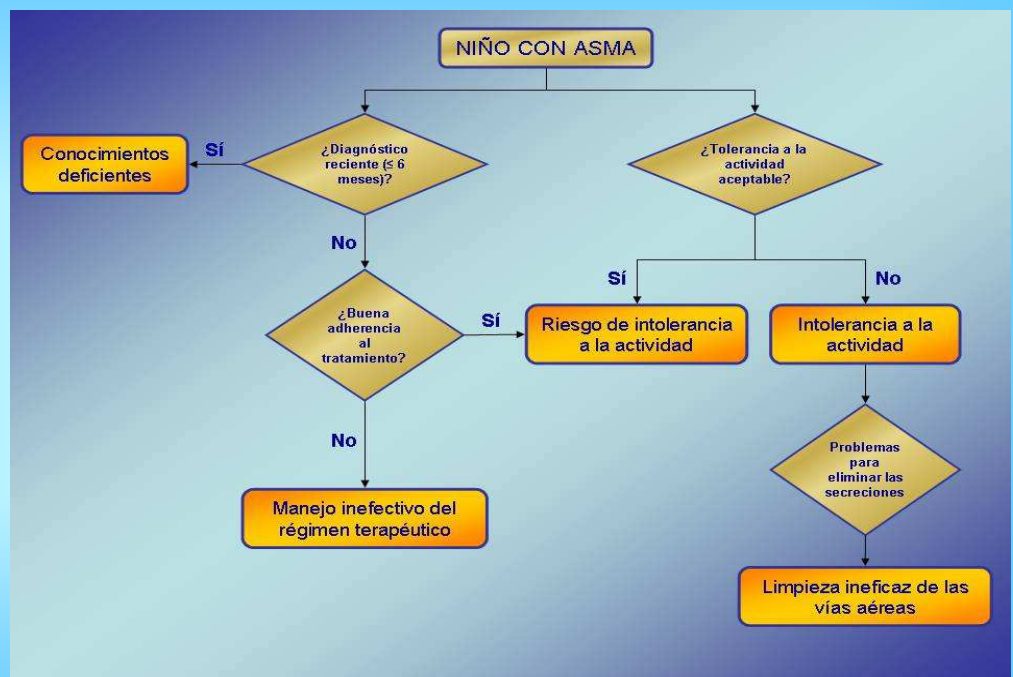 NIÑO CON ASMA
¿Diagnóstico
reciente (≤ 6
meses)?
Sí
Conocimientos
deficientes
No
¿Buena
adherencia
al
tratamiento?
Sí
No
Manejo inefectivo del
régimen terapéutico
¿Tolerancia a la
actividad
aceptable?
Sí
Riesgo de intolerancia
a la actividad
No
Intolerancia a la
actividad
Problemas
para
eliminar las
secreciones
Limpieza ineficaz de las
vías aéreas